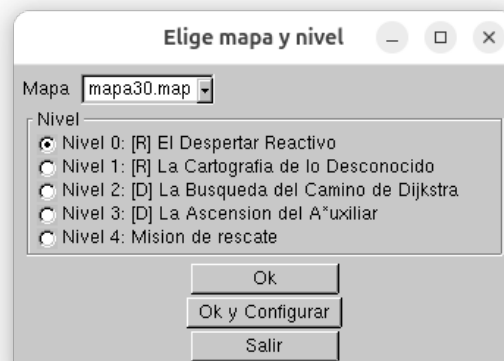 Elige mapa y nivel
Mapa mapa30.map
Nivel
Nivel 0: [R] El Despertar Reactivo
Nivel 1: [R] La Cartografia de lo Desconocido
Nivel 2: [D] La Busqueda del Camino de Dijkstra
Nivel 3: [D] La Ascension del A*uxiliar
Nivel 4: Mision de rescate
Ok
Ok y Configurar
Salir